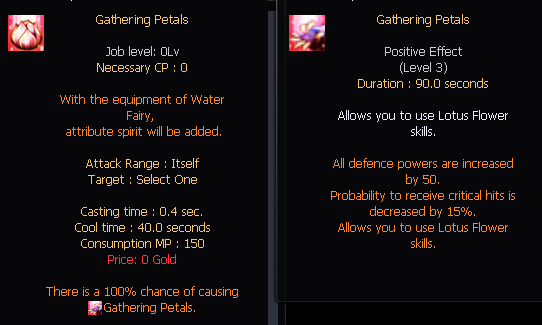 Gathering Petals
Job level: 0Lv
Necessary CP : 0
With the equipment of Water
Fairy,
attribute spirit will be added.
Attack Range : Itself
Target : Select One
Casting time : 0.4 sec.
Cool time : 40.0 seconds
Consumption MP : 150
Price: 0 Gold
There is a 100% chance of causing
Gathering Petals.
Gathering Petals
Positive Effect
(Level 3)
Duration : 90.0 seconds
Allows you to use Lotus Flower
skills.
All defence powers are increased
by 50.
Probability to receive critical hits is
decreased by 15%.
Allows you to use Lotus Flower
skills.